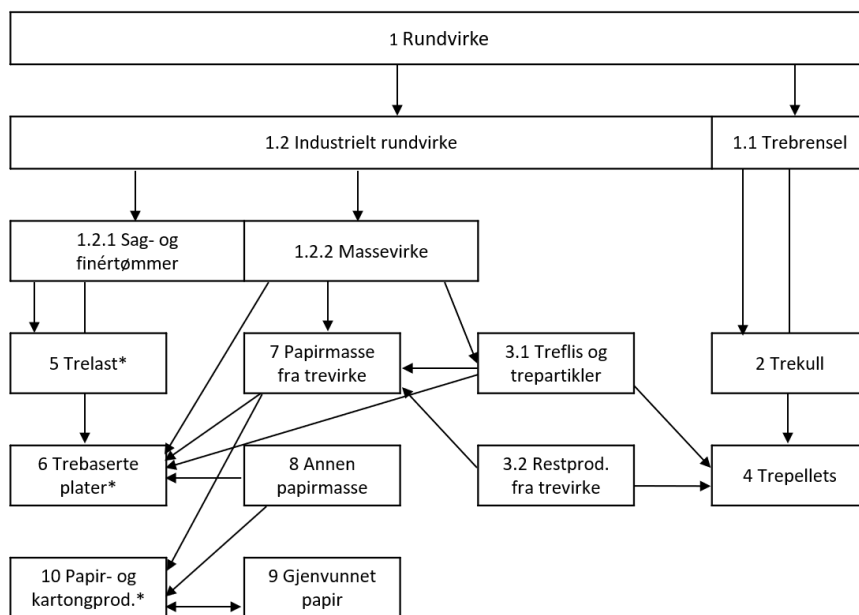 1 Rundvirke
1.2 Industrielt rundvirke
1.1 Trebrensel
1.2.1 Sag- og
finértømmer
1.2.2 Massevirke
5 Trelast*
7 Papirmasse
fra trevirke
3.1 Treflis og
trepartikler
2 Trekull
6 Trebaserte
plater*
8 Annen
papirmasse
3.2 Restprod.
fra trevirke
4 Trepellets
10 Papir- og
kartongprod.*
9 Gjenvunnet
papir